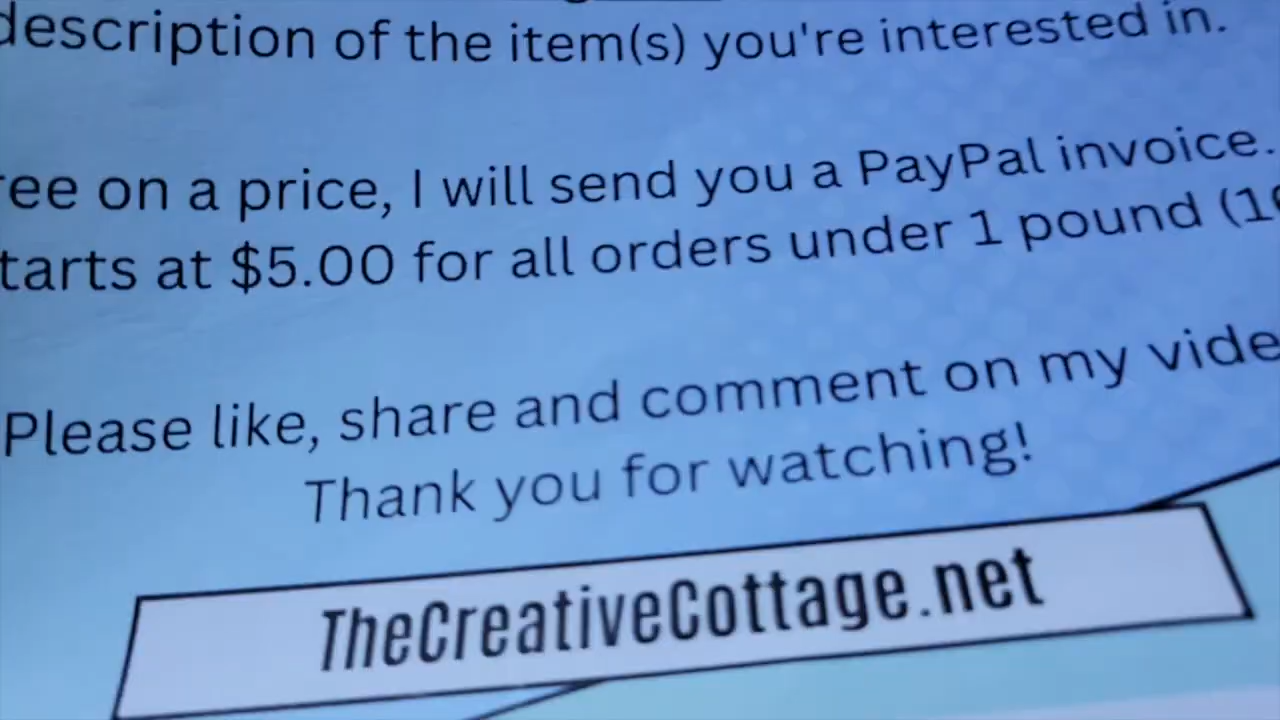 description of the item(s) you're interested in.
ree on a price, I will send you a PayPal invoice.
tarts at $5.00 for all orders under 1 pound (16
Please like, share and comment on my vide
Thank you for watching!
TheCreativeCottage.net